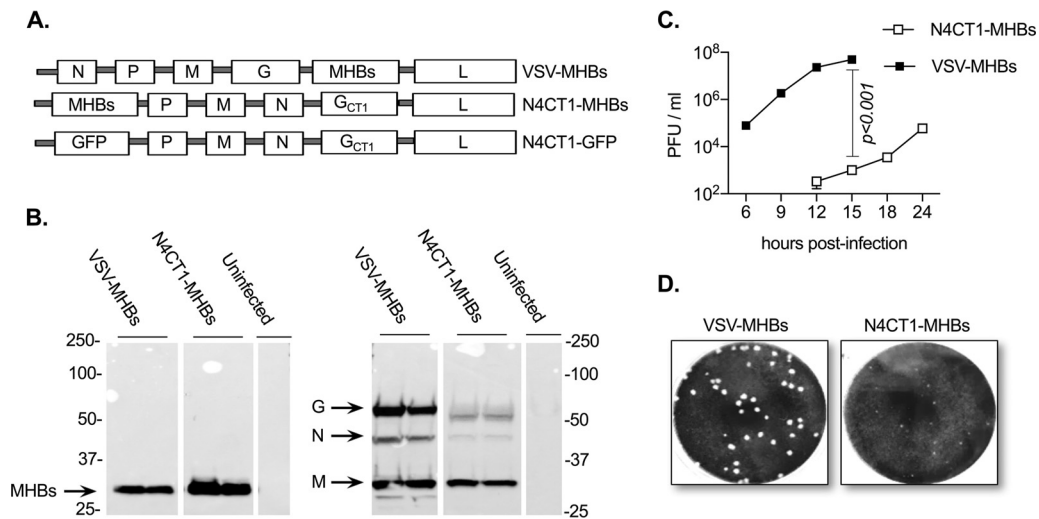 A.
N P M G MHBs L VSV-MHBs
MHBs P M N GCT1 L N4CT1-MHBs
GFP P M N GCT1 L N4CT1-GFP
B.
VSV-MHBs
N4CT1-MHBs
Uninfected
250-
100-
50-
37-
25-
MHBs
VSV-MHBs
N4CT1-MHBs
Uninfected
G
N
M
-250
-100
-50
-37
-25
C.
N4CT1-MHBs
VSV-MHBs
PFU / ml
10⁸
10⁶
10⁴
10²
p<0.001
6 9 12 15 18 24
hours post-infection
D.
VSV-MHBs N4CT1-MHBs